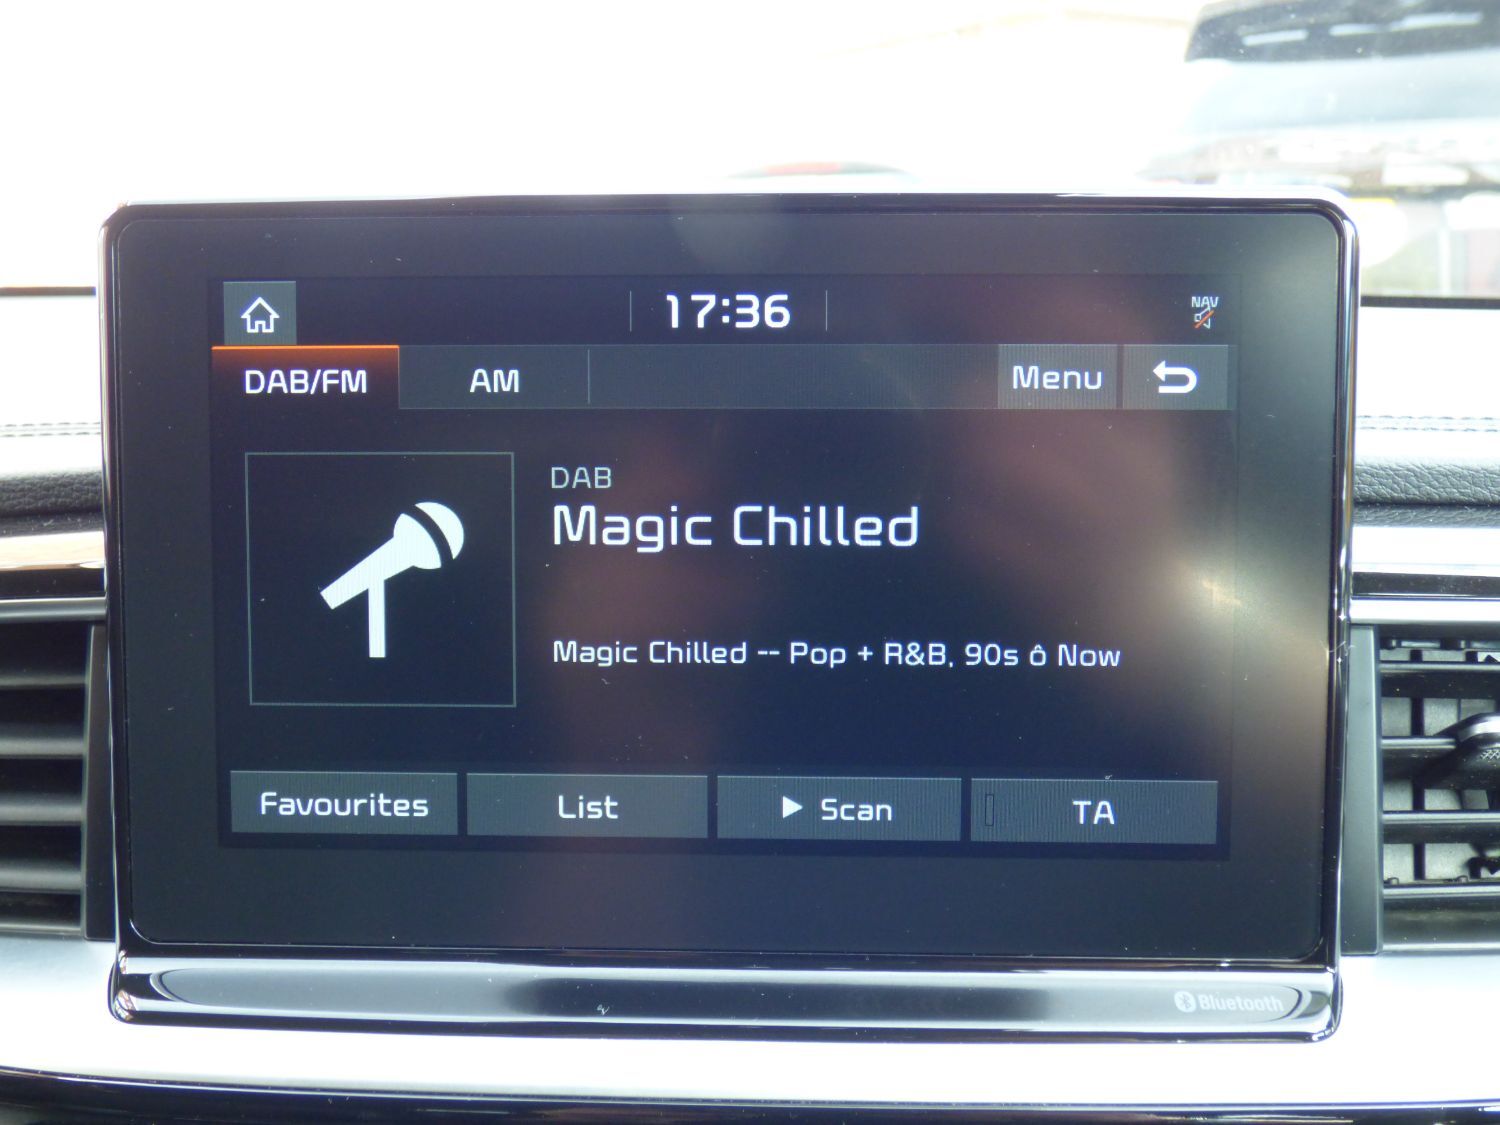 17:36
NAV
DAB/FM
AM
Menu
DAB
Magic Chilled
Magic Chilled -- Pop + R&B, 90s ô Now
Favourites
List
Scan
TA
Bluetooth